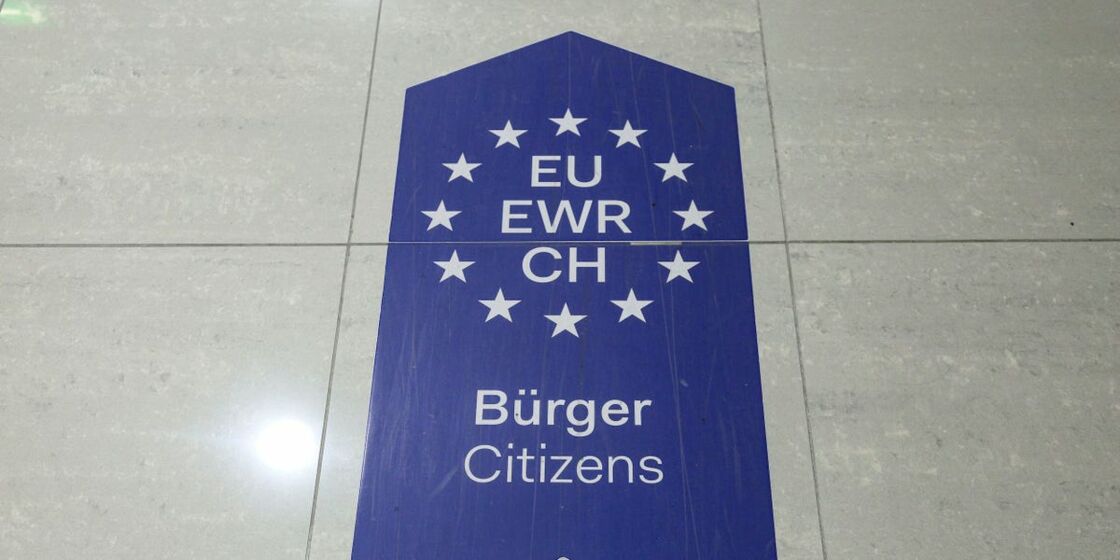 EU
EWR
CH
Bürger
Citizens